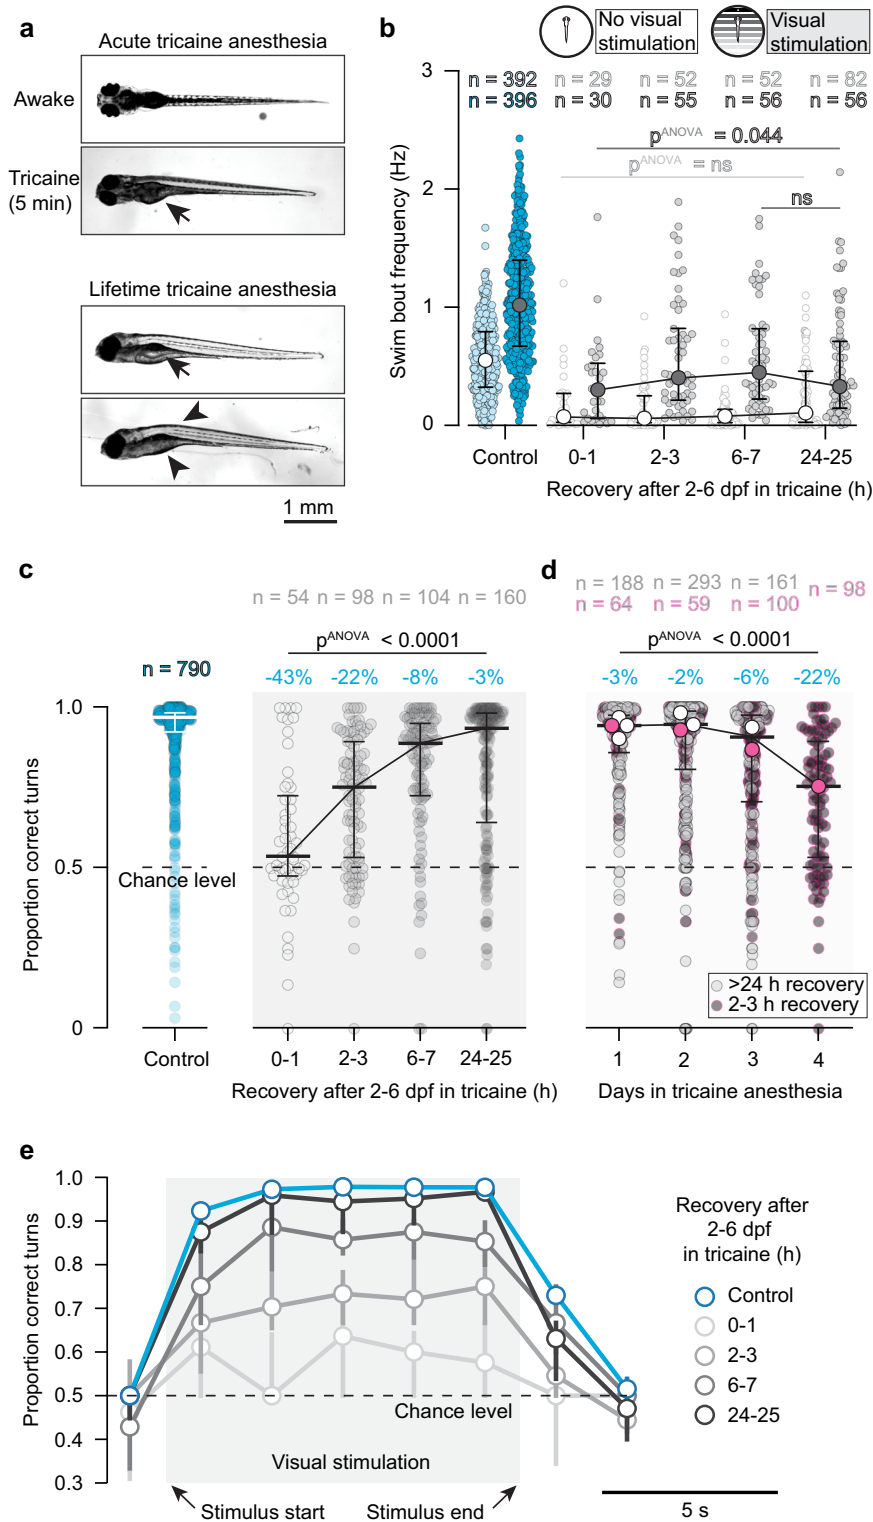 a
Acute tricaine anesthesia
Awake
Tricaine
(5 min)
Lifetime tricaine anesthesia
1 mm
b
No visual
stimulation
Visual
stimulation
3
2
1
0
Swim bout frequency (Hz)
n = 392 n = 29 n = 52 n = 52 n = 82
n = 396 n = 30 n = 55 n = 56 n = 56
pANOVA = 0.044
pANOVA = ns
ns
Control 0-1 2-3 6-7 24-25
Recovery after 2-6 dpf in tricaine (h)
c
n = 54 n = 98 n = 104 n = 160
pANOVA < 0.0001
n = 790
-43% -22% -8% -3%
1.0
0.5
0
Proportion correct turns
Chance level
Control 0-1 2-3 6-7 24-25
Recovery after 2-6 dpf in tricaine (h)
d
n = 188 n = 293 n = 161 n = 98
n = 64 n = 59 n = 100
pANOVA < 0.0001
-3% -2% -6% -22%
>24 h recovery
2-3 h recovery
1 2 3 4
Days in tricaine anesthesia
e
1.0
0.9
0.8
0.7
0.6
0.5
0.4
0.3
Proportion correct turns
Chance level
Visual stimulation
Stimulus start
Stimulus end
Recovery after
2-6 dpf
in tricaine (h)
Control
0-1
2-3
6-7
24-25
5 s